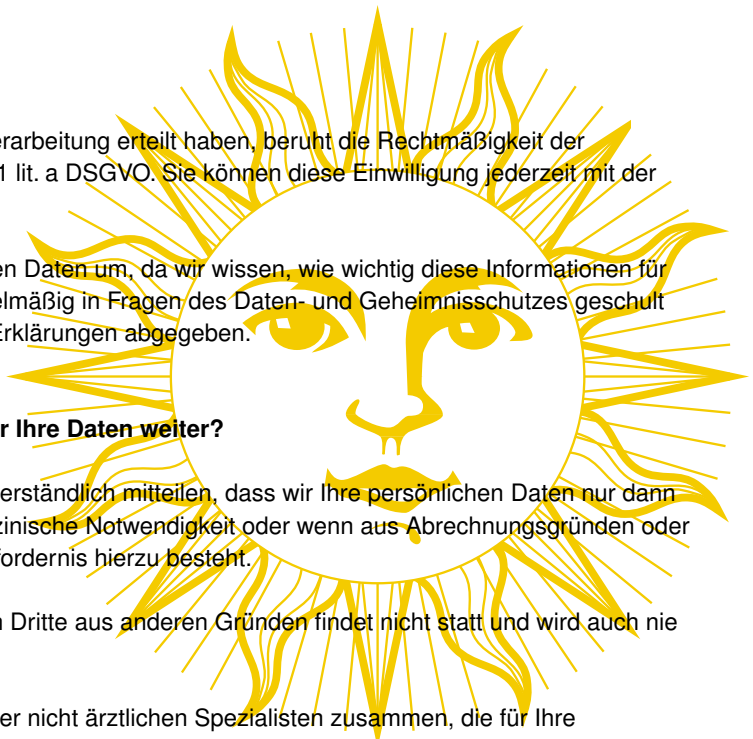 erarbeitung erteilt haben, beruht die Rechtmäßigkeit der
1 lit. a DSGVO. Sie können diese Einwilligung jederzeit mit der
en Daten um, da wir wissen, wie wichtig diese Informationen für
elmäßig in Fragen des Daten- und Geheimnisschutzes geschult
Erklärungen abgegeben.
r Ihre Daten weiter?
erständlich mitteilen, dass wir Ihre persönlichen Daten nur dann
zinische Notwendigkeit oder wenn aus Abrechnungsgründen oder
fordernis hierzu besteht.
n Dritte aus anderen Gründen findet nicht statt und wird auch nie
er nicht ärztlichen Spezialisten zusammen, die für Ihre